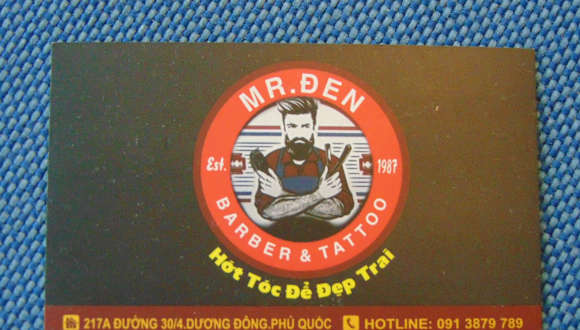 MR.ĐEN
Est. 1987
BARBER & TATTOO
Hớt Tóc Để Đẹp Trai
217A ĐƯỜNG 30/4.DƯƠNG ĐÔNG.PHÚ QUỐC HOTLINE: 091 3879 789